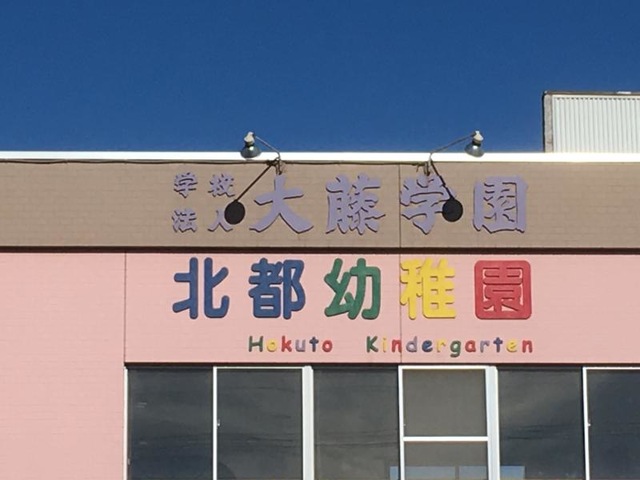 学校
法人
大藤学園
北都幼稚園
Hokuto Kindergarten